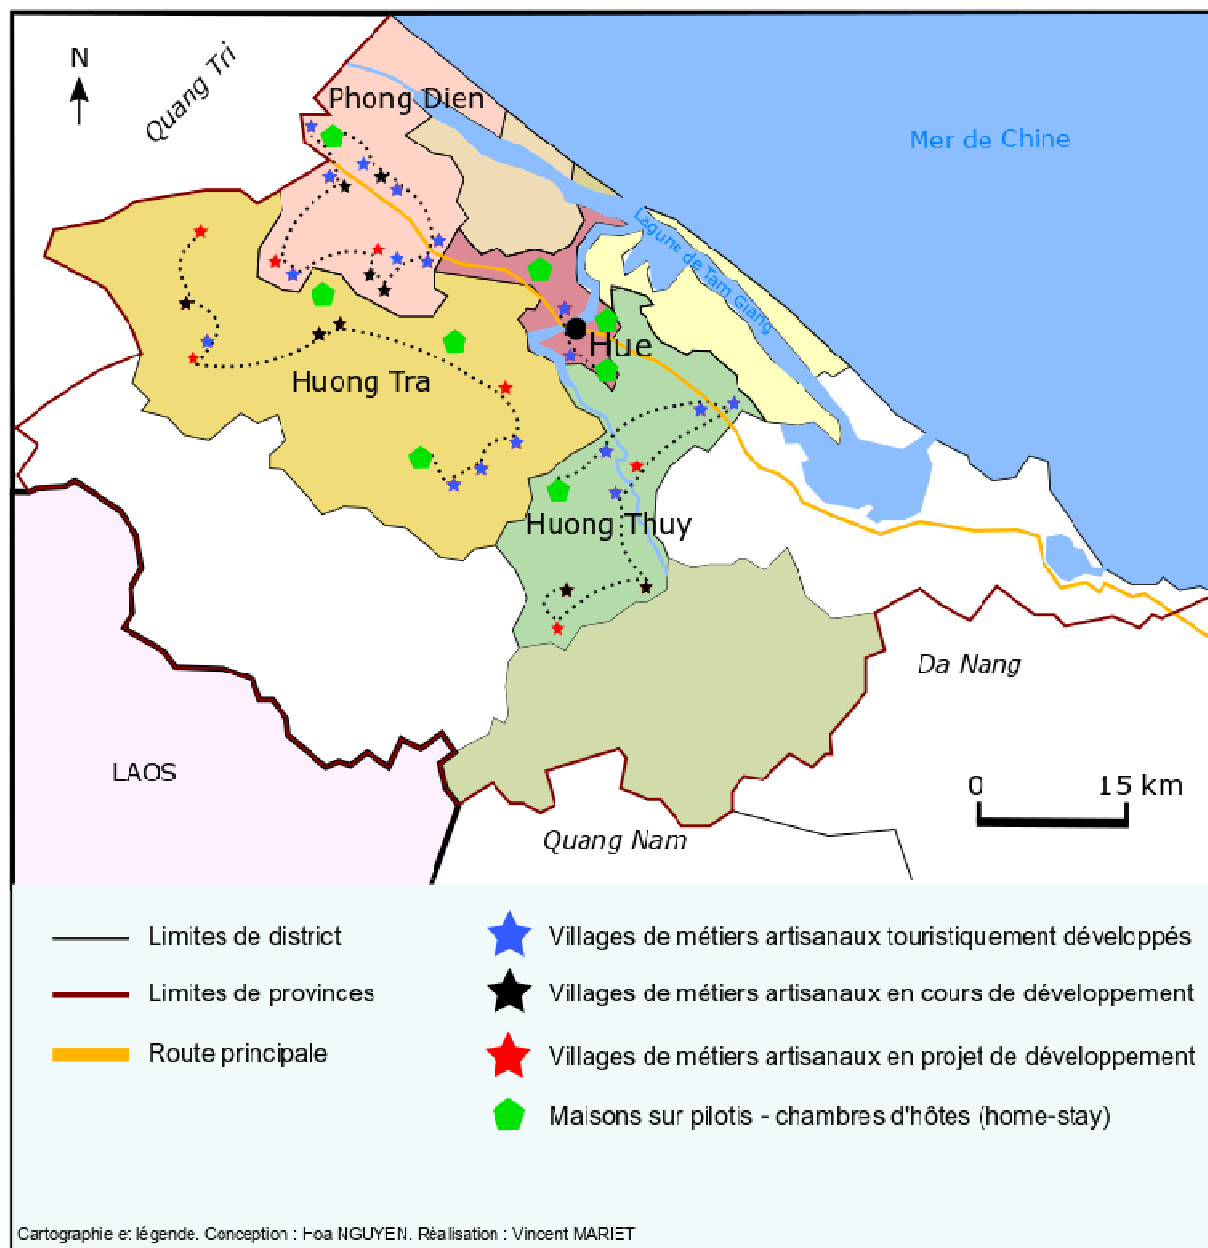 N
Quang Tri
Phong Dien
Mer de Chine
Lagune de Tam Giang
Hue
Huong Tra
Huong Thuy
Da Nang
LAOS
0 15 km
Quang Nam
Limites de district
Limites de provinces
Route principale
Villages de métiers artisanaux touristiquement développés
Villages de métiers artisanaux en cours de développement
Villages de métiers artisanaux en projet de développement
Maisons sur pilotis - chambres d'hôtes (home-stay)
Cartographie et légende. Conception : Hoa NGUYEN. Réalisation : Vincent MARIET